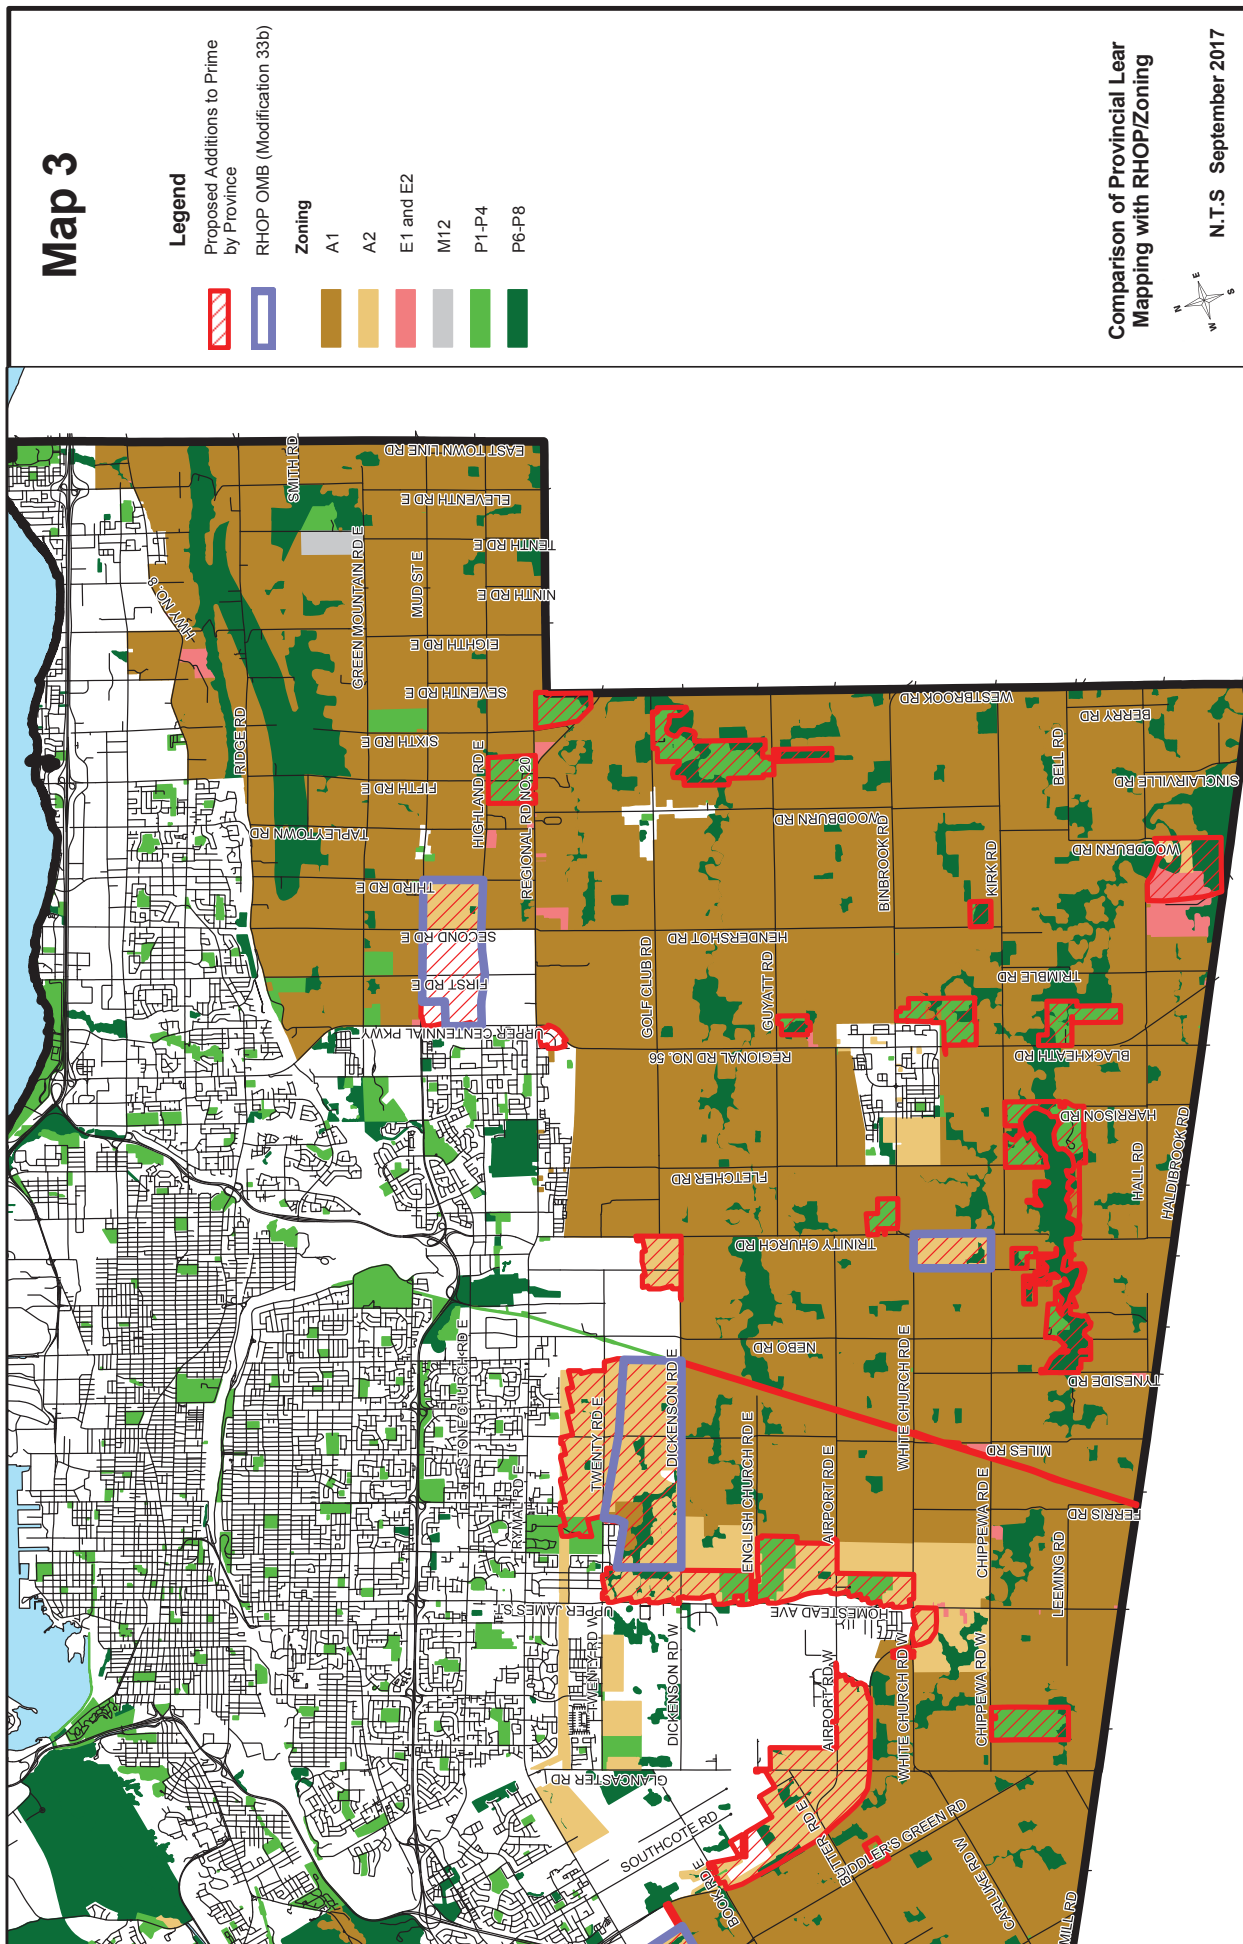 Map 3
Legend
Proposed Additions to Prime
by Province
RHOP OMB (Modification 33b)
Zoning
A1
A2
E1 and E2
M12
P1-P4
P6-P8
Comparison of Provincial Lear
Mapping with RHOP/Zoning
N.T.S September 2017
N
E
S
W
EAST TOWN LINE RD
SMITH RD
ELEVENTH RD E
TENTH RD E
GREEN MOUNTAIN RD E
MUD ST E
NINTH RD E
HWY NO. 8
EIGHTH RD E
SEVENTH RD E
WESTBROOK RD
BERRY RD
RIDGE RD
SIXTH RD E
HIGHLAND RD E
REGIONAL RD NO. 20
BELL RD
SINCLAIRVILLE RD
FIFTH RD E
TAPLEYTOWN RD
WOODBURN RD
BINBROOK RD
KIRK RD
WOODBURN RD
THIRD RD E
SECOND RD E
HENDERSHOT RD
GOLF CLUB RD
GUYATT RD
TRIMBLE RD
FIRST RD E
UPPER CENTENNIAL PKWY
REGIONAL RD NO. 56
BLACKHEATH RD
HARRISON RD
FLETCHER RD
HALL RD
HALDIBROOK RD
TRINITY CHURCH RD
NEBO RD
WHITE CHURCH RD E
TYNESIDE RD
STONE CHURCH RD E
TWENTY RD E
DICKENSON RD E
MILES RD
RYMAL RD E
ENGLISH CHURCH RD E
AIRPORT RD E
CHIPPEWA RD E
FERRIS RD
LEEMING RD
UPPER JAMES ST
HOMESTEAD AVE
TWENTY RD W
DICKENSON RD W
AIRPORT RD W
WHITE CHURCH RD W
CHIPPEWA RD W
GLANCASTER RD
SOUTHCOTE RD
BUTTER RD E
FIDDLER'S GREEN RD
BOOK RD E
CARLUKE RD W
MILL RD